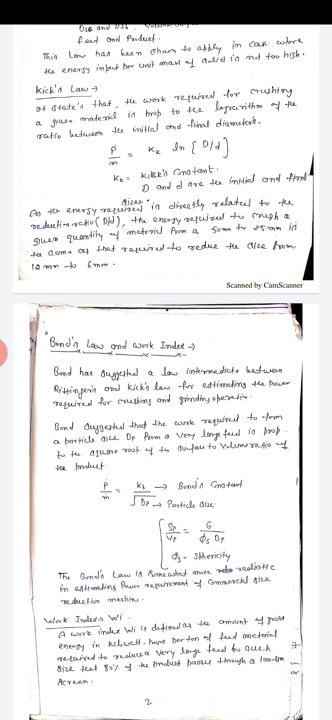 Dsa and Dsb
feed and Product.
This Law has been shown to apply in case where
the energy input per unit mass of solid is not too high.
Kick's Law →
It state's that, the work required for crushing
a given material is prop to the logarithm of the
ratio between the initial and final diameters.
P/m = Kk ln [D/d]
Kk = Kick's Constant.
D and d are the initial and final
sizes.
As the energy required is directly related to the
reduction ratio (D/d), the energy required to crush a
given quantity of material from a 50mm to 25mm is
the same as that required to reduce the size from
12mm to 6mm.
Scanned by CamScanner
Bond's Law and Work Index →
Bond has suggested a law intermediate between
Rittinger's and Kick's law for estimating the Power
required for crushing and grinding operation.
Bond suggested that the work required to form
a particle size Dp from a very large feed is prop.
to the square root of the surface to volume ratio of
the product
P/m = kb/√Dp → Bond's Constant
→ Particle size
Sp/Vp = 6/Φs Dp
Φs = Sphericity
The Bond's Law is somewhat more realistic
in estimating Power requirement of commercial size
reduction machine.
Work Index → Wi -
A work index Wi is defined as the amount of gross
energy in Kilowatt-hour per ton of feed material
required to reduce a very large feed to such
size that 80% of the product passes through a 100-μm
screen.
2